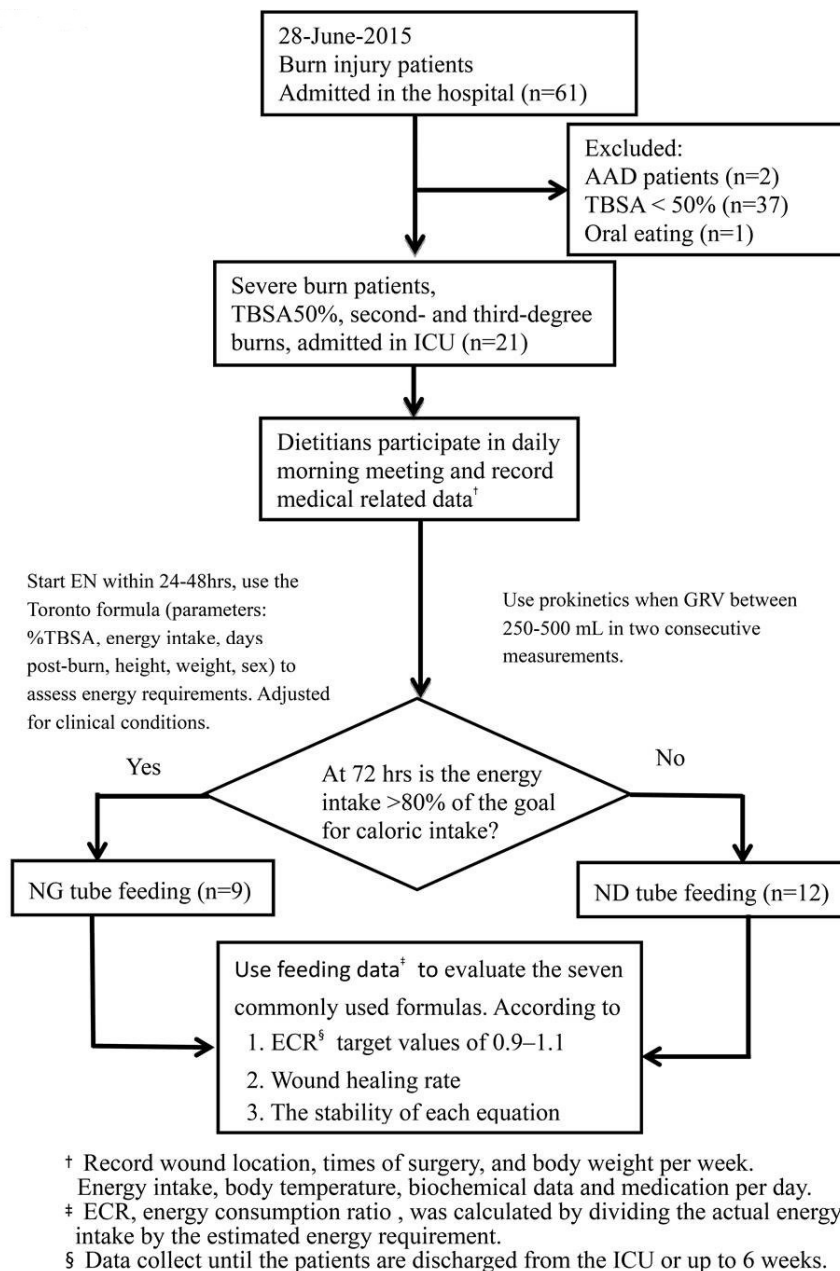 28-June-2015
Burn injury patients
Admitted in the hospital (n=61)
Excluded:
AAD patients (n=2)
TBSA < 50% (n=37)
Oral eating (n=1)
Severe burn patients,
TBSA50%, second- and third-degree
burns, admitted in ICU (n=21)
Dietitians participate in daily
morning meeting and record
medical related data†
Start EN within 24-48hrs, use the
Toronto formula (parameters:
%TBSA, energy intake, days
post-burn, height, weight, sex) to
assess energy requirements. Adjusted
for clinical conditions.
Use prokinetics when GRV between
250-500 mL in two consecutive
measurements.
Yes
No
At 72 hrs is the energy
intake >80% of the goal
for caloric intake?
NG tube feeding (n=9)
ND tube feeding (n=12)
Use feeding data‡ to evaluate the seven
commonly used formulas. According to
1. ECR§ target values of 0.9–1.1
2. Wound healing rate
3. The stability of each equation
† Record wound location, times of surgery, and body weight per week.
Energy intake, body temperature, biochemical data and medication per day.
‡ ECR, energy consumption ratio , was calculated by dividing the actual energy
intake by the estimated energy requirement.
§ Data collect until the patients are discharged from the ICU or up to 6 weeks.